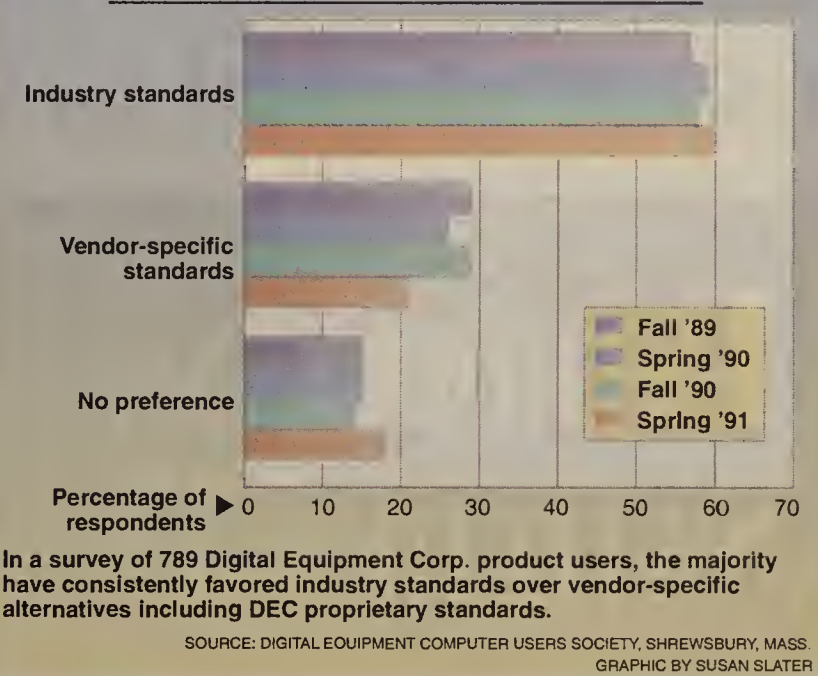 Industry standards
Vendor-specific
standards
Fall '89
Spring '90
Fall '90
Spring '91
No preference
Percentage of
respondents
0 10 20 30 40 50 60 70
In a survey of 789 Digital Equipment Corp. product users, the majority
have consistently favored industry standards over vendor-specific
alternatives including DEC proprietary standards.
SOURCE: DIGITAL EQUIPMENT COMPUTER USERS SOCIETY, SHREWSBURY, MASS.
GRAPHIC BY SUSAN SLATER